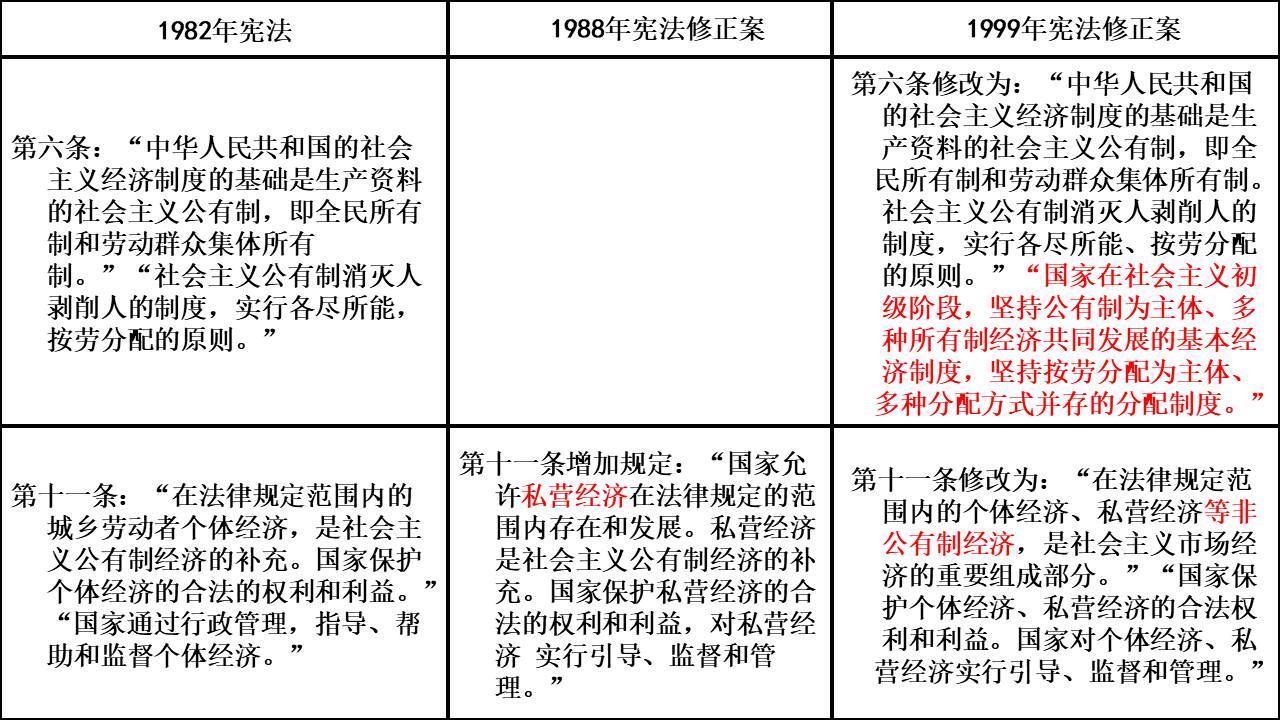 1982年宪法
1988年宪法修正案
1999年宪法修正案
第六条：“中华人民共和国的社会
主义经济制度的基础是生产资料
的社会主义公有制，即全民所有
制和劳动群众集体所有
制。”“社会主义公有制消灭人
剥削人的制度，实行各尽所能，
按劳分配的原则。”
第六条修改为：“中华人民共和国
的社会主义经济制度的基础是生
产资料的社会主义公有制，即全
民所有制和劳动群众集体所有制。
社会主义公有制消灭人剥削人的
制度，实行各尽所能、按劳分配
的原则。”“国家在社会主义初
级阶段，坚持公有制为主体、多
种所有制经济共同发展的基本经
济制度，坚持按劳分配为主体、
多种分配方式并存的分配制度。”
第十一条：“在法律规定范围内的
城乡劳动者个体经济，是社会主
义公有制经济的补充。国家保护
个体经济的合法的权利和利益。”
“国家通过行政管理，指导、帮
助和监督个体经济。”
第十一条增加规定：“国家允
许私营经济在法律规定的范
围内存在和发展。私营经济
是社会主义公有制经济的补
充。国家保护私营经济的合
法的权利和利益，对私营经
济 实行引导、监督和管
理。”
第十一条修改为：“在法律规定范
围内的个体经济、私营经济等非
公有制经济，是社会主义市场经
济的重要组成部分。”“国家保
护个体经济、私营经济的合法权
利和利益。国家对个体经济、私
营经济实行引导、监督和管理。”